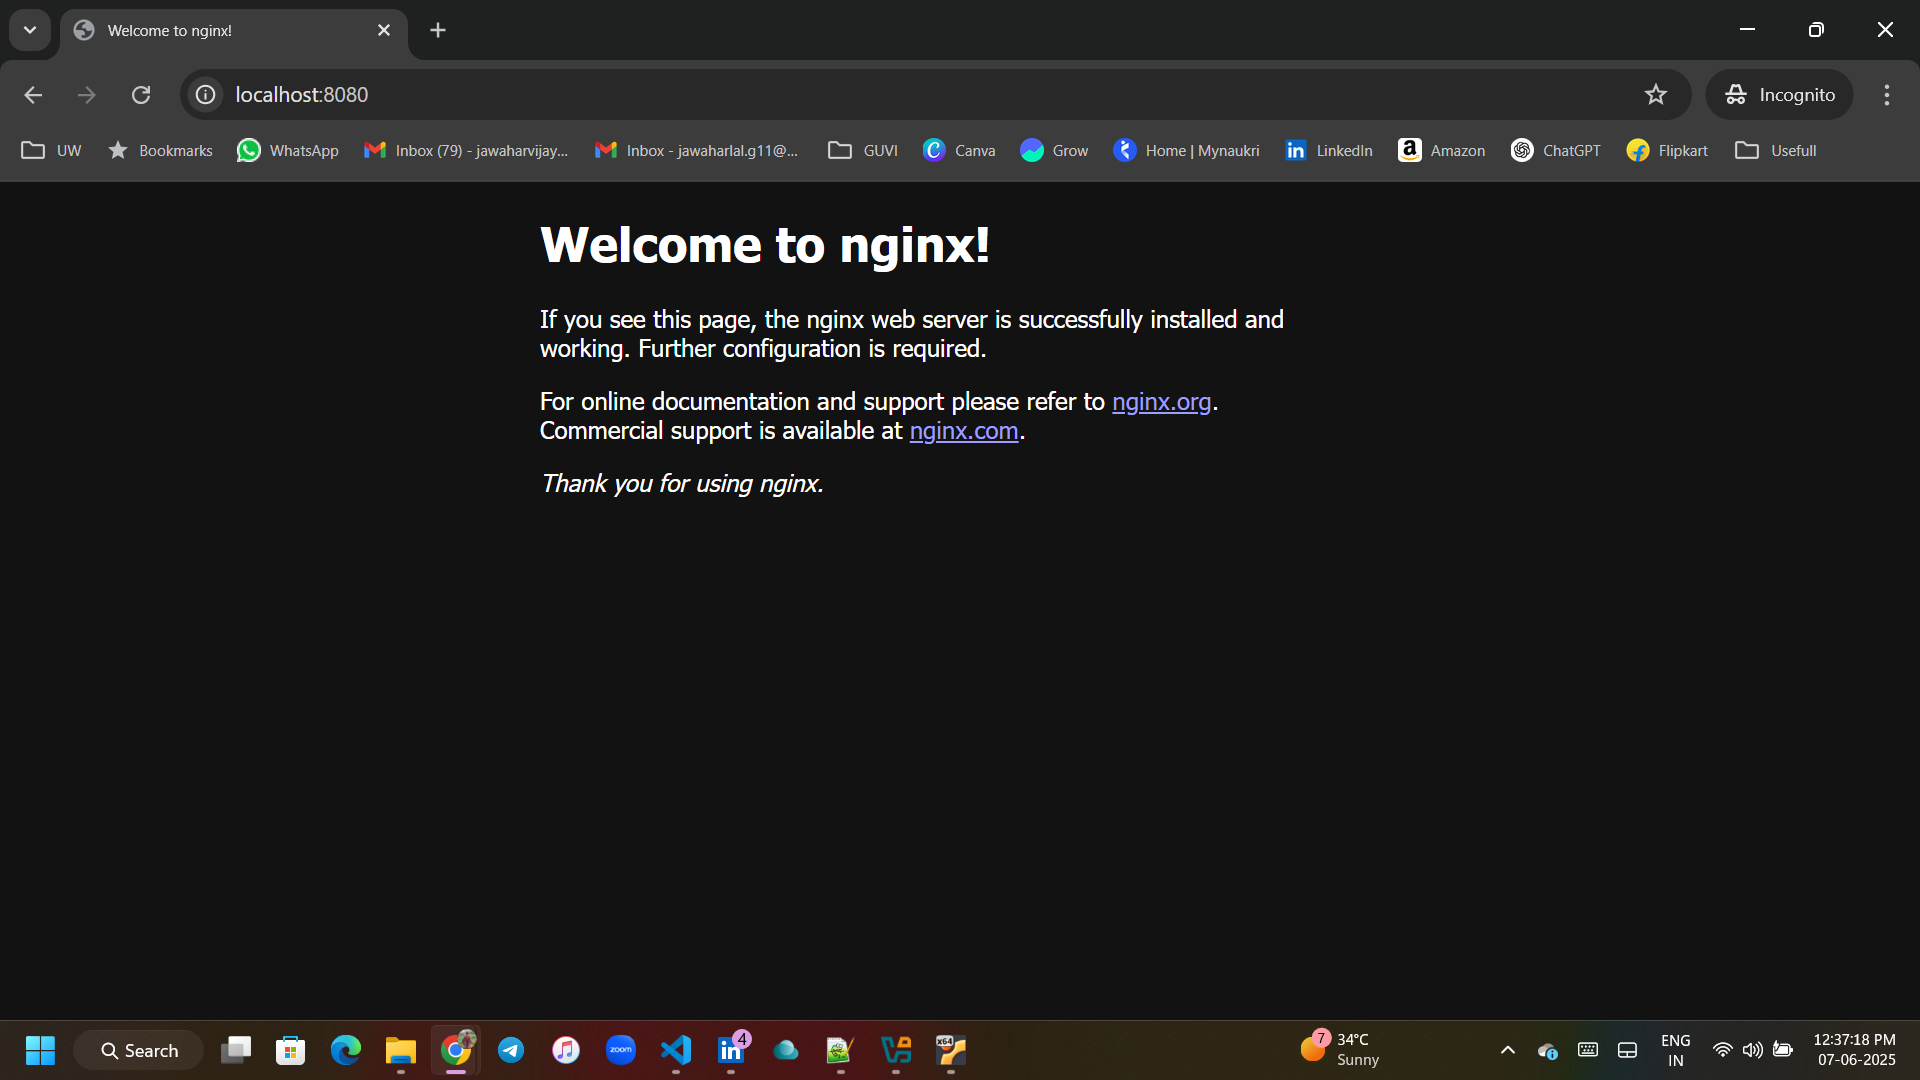 Welcome to nginx!
localhost:8080
Incognito
UW
Bookmarks
WhatsApp
Inbox (79) - jawaharvijay...
Inbox - jawaharlal.g11@...
GUVI
Canva
Grow
Home | Mynaukri
LinkedIn
Amazon
ChatGPT
Flipkart
Usefull
Welcome to nginx!
If you see this page, the nginx web server is successfully installed and
working. Further configuration is required.
For online documentation and support please refer to nginx.org.
Commercial support is available at nginx.com.
Thank you for using nginx.
Search
zoom
4
X64
7
34°C
Sunny
ENG
IN
12:37:18 PM
07-06-2025